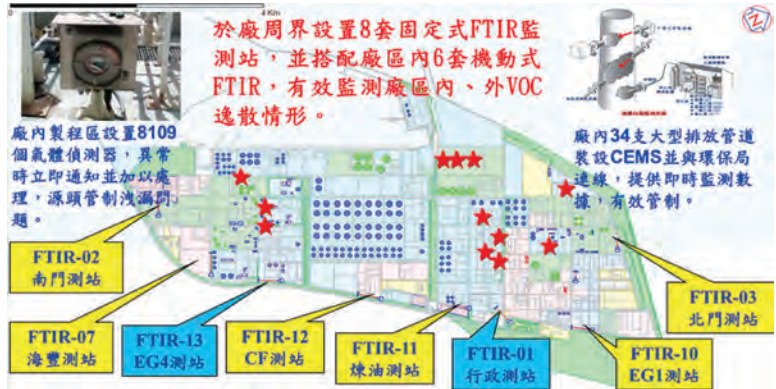 4 Km
於廠周界設置8套固定式FTIR監
測站，並搭配廠區內6套機動式
FTIR，有效監測廠區內、外VOC
逸散情形。
廠內製程區設置8109
個氣體偵測器，異常
時立即通知並加以處
理，源頭管制洩漏問
題。
廠內34支大型排放管道
裝設CEMS並與環保局
連線，提供即時監測數
據，有效管制。
FTIR-02
南門測站
FTIR-07
海豐測站
FTIR-13
EG4測站
FTIR-12
CF測站
FTIR-11
煉油測站
FTIR-01
行政測站
FTIR-10
EG1測站
FTIR-03
北門測站